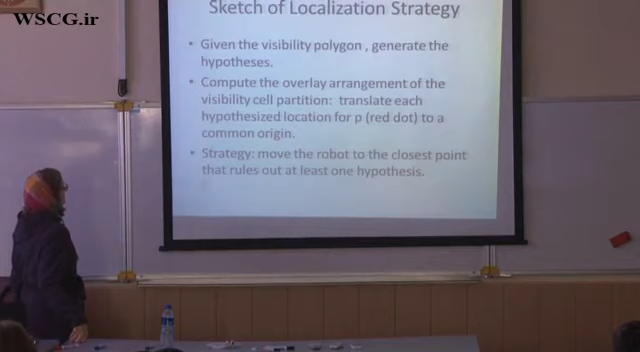 WSCG.ir
Sketch of Localization Strategy
• Given the visibility polygon , generate the
hypotheses.
• Compute the overlay arrangement of the
visibility cell partition: translate each
hypothesized location for p (red dot) to a
common origin.
• Strategy: move the robot to the closest point
that rules out at least one hypothesis.